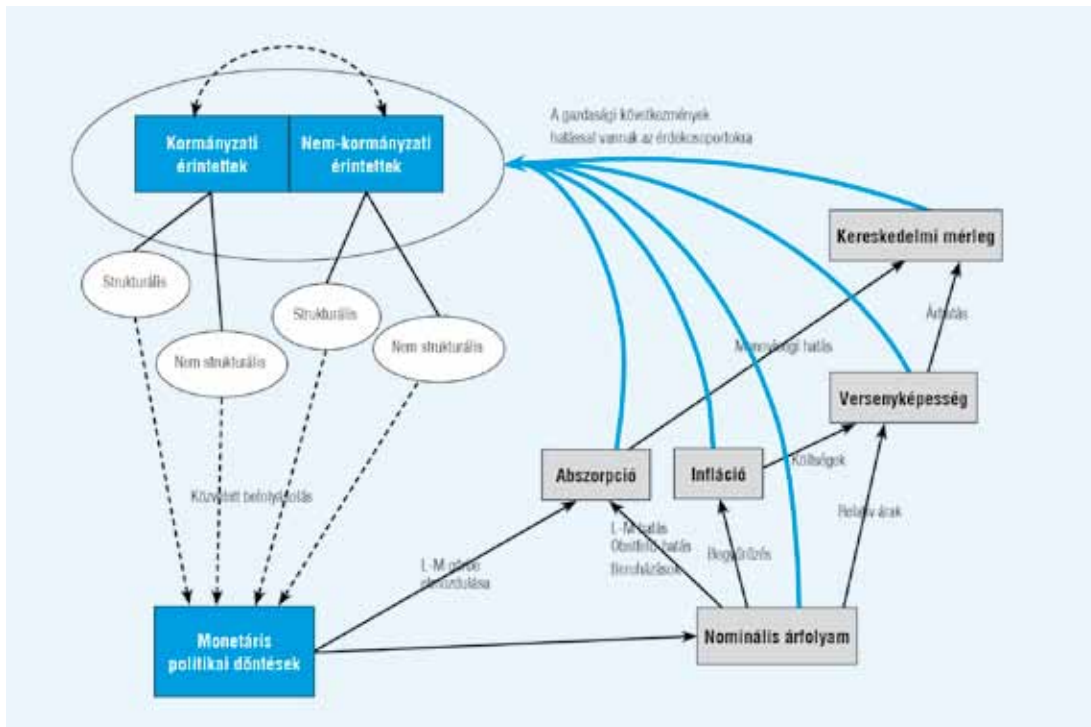 A gazdasági következmények
hatással vannak az érdekcsoportokra
Kormányzati
érintettek
Nem-kormányzati
érintettek
Kereskedelmi mérleg
Strukturális
Nem strukturális
Strukturális
Nem strukturális
Árhatás
Mennyiségi hatás
Versenyképesség
Abszorpció
Infláció
Költségek
Közvetett befolyásolás
Relatív árak
L-M hatás
Obstfeld hatás
Beruházások
Begyűrűzés
L-M görbe
elmozdulása
Monetáris
politikai döntések
Nominális árfolyam